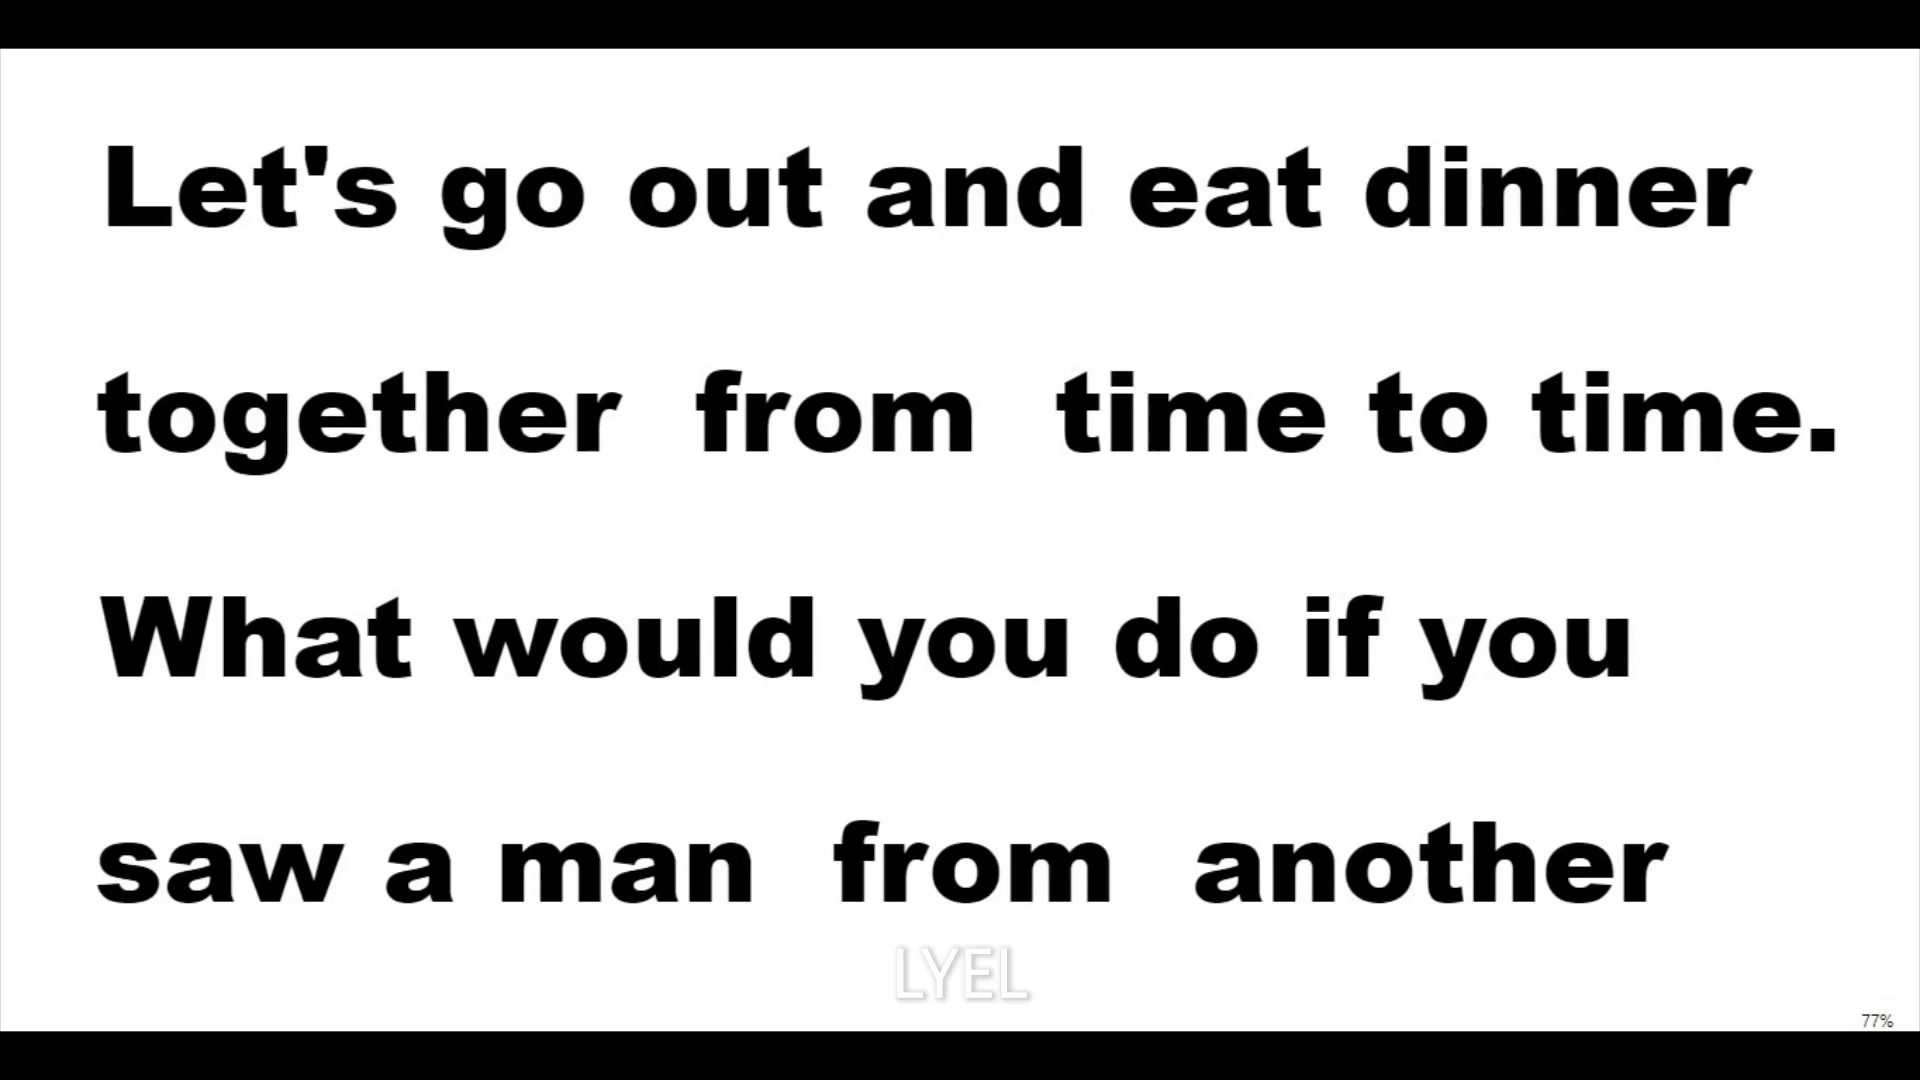 Let's go out and eat dinner
together from time to time.
What would you do if you
saw a man from another
LYEL
77%